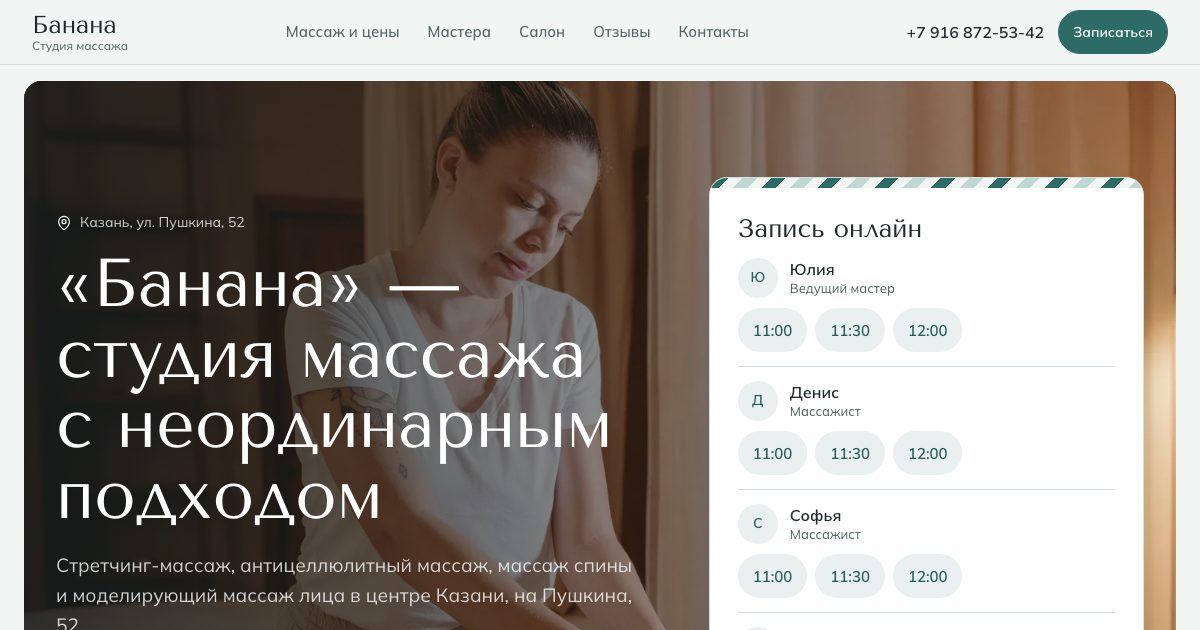 Банана
Студия массажа
Массаж и цены
Мастера
Салон
Отзывы
Контакты
+7 916 872-53-42
Записаться
Казань, ул. Пушкина, 52
«Банана» —
студия массажа
с неординарным
подходом
Стретчинг-массаж, антицеллюлитный массаж, массаж спины
и моделирующий массаж лица в центре Казани, на Пушкина,
52
Запись онлайн
Ю
Юлия
Ведущий мастер
11:00 11:30 12:00
Д
Денис
Массажист
11:00 11:30 12:00
С
Софья
Массажист
11:00 11:30 12:00